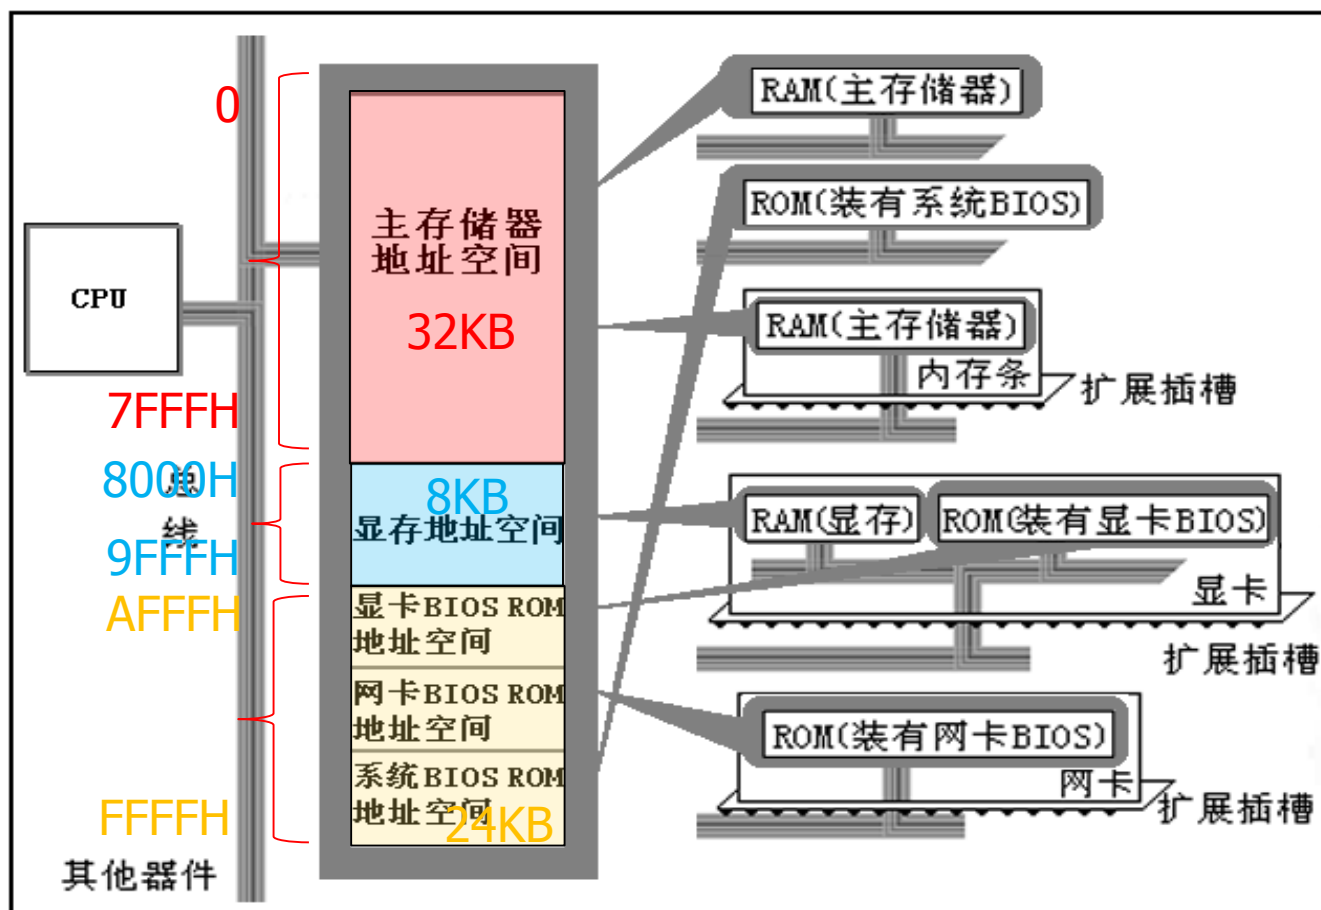 0
CPU
7FFFH
8000H
总
线
9FFFH
AFFFH
FFFFH
其他器件
主存储器
地址空间
32KB
8KB
显存地址空间
显卡BIOS ROM
地址空间
网卡BIOS ROM
地址空间
系统BIOS ROM
地址空间
24KB
RAM(主存储器)
ROM(装有系统BIOS)
RAM(主存储器)
内存条
扩展插槽
RAM(显存)
ROM(装有显卡BIOS)
显卡
扩展插槽
ROM(装有网卡BIOS)
网卡
扩展插槽